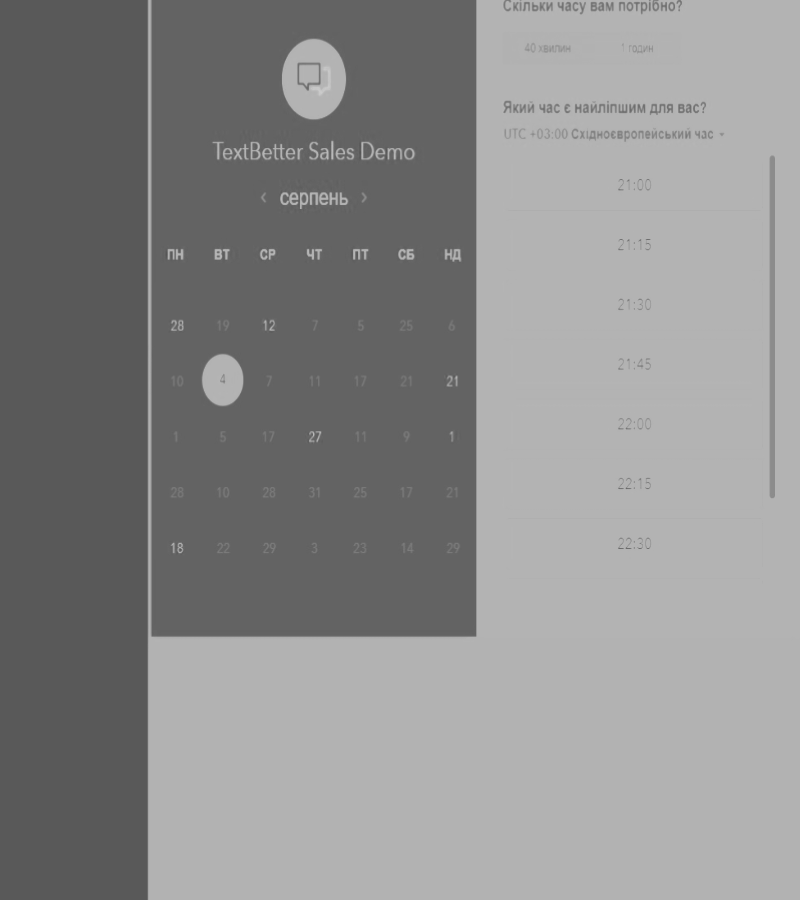 TextBetter Sales Demo
серпень
ПН ВТ СР ЧТ ПТ СБ НД
28 19 12 7 5 25 6
10 4 7 11 17 21 21
1 5 17 27 11 9 1
28 10 28 31 25 17 21
18 22 29 3 23 14 29
Скільки часу вам потрібно?
40 хвилин 1 годин
Який час є найліпшим для вас?
UTC +03:00 Східноєвропейський час
21:00
21:15
21:30
21:45
22:00
22:15
22:30